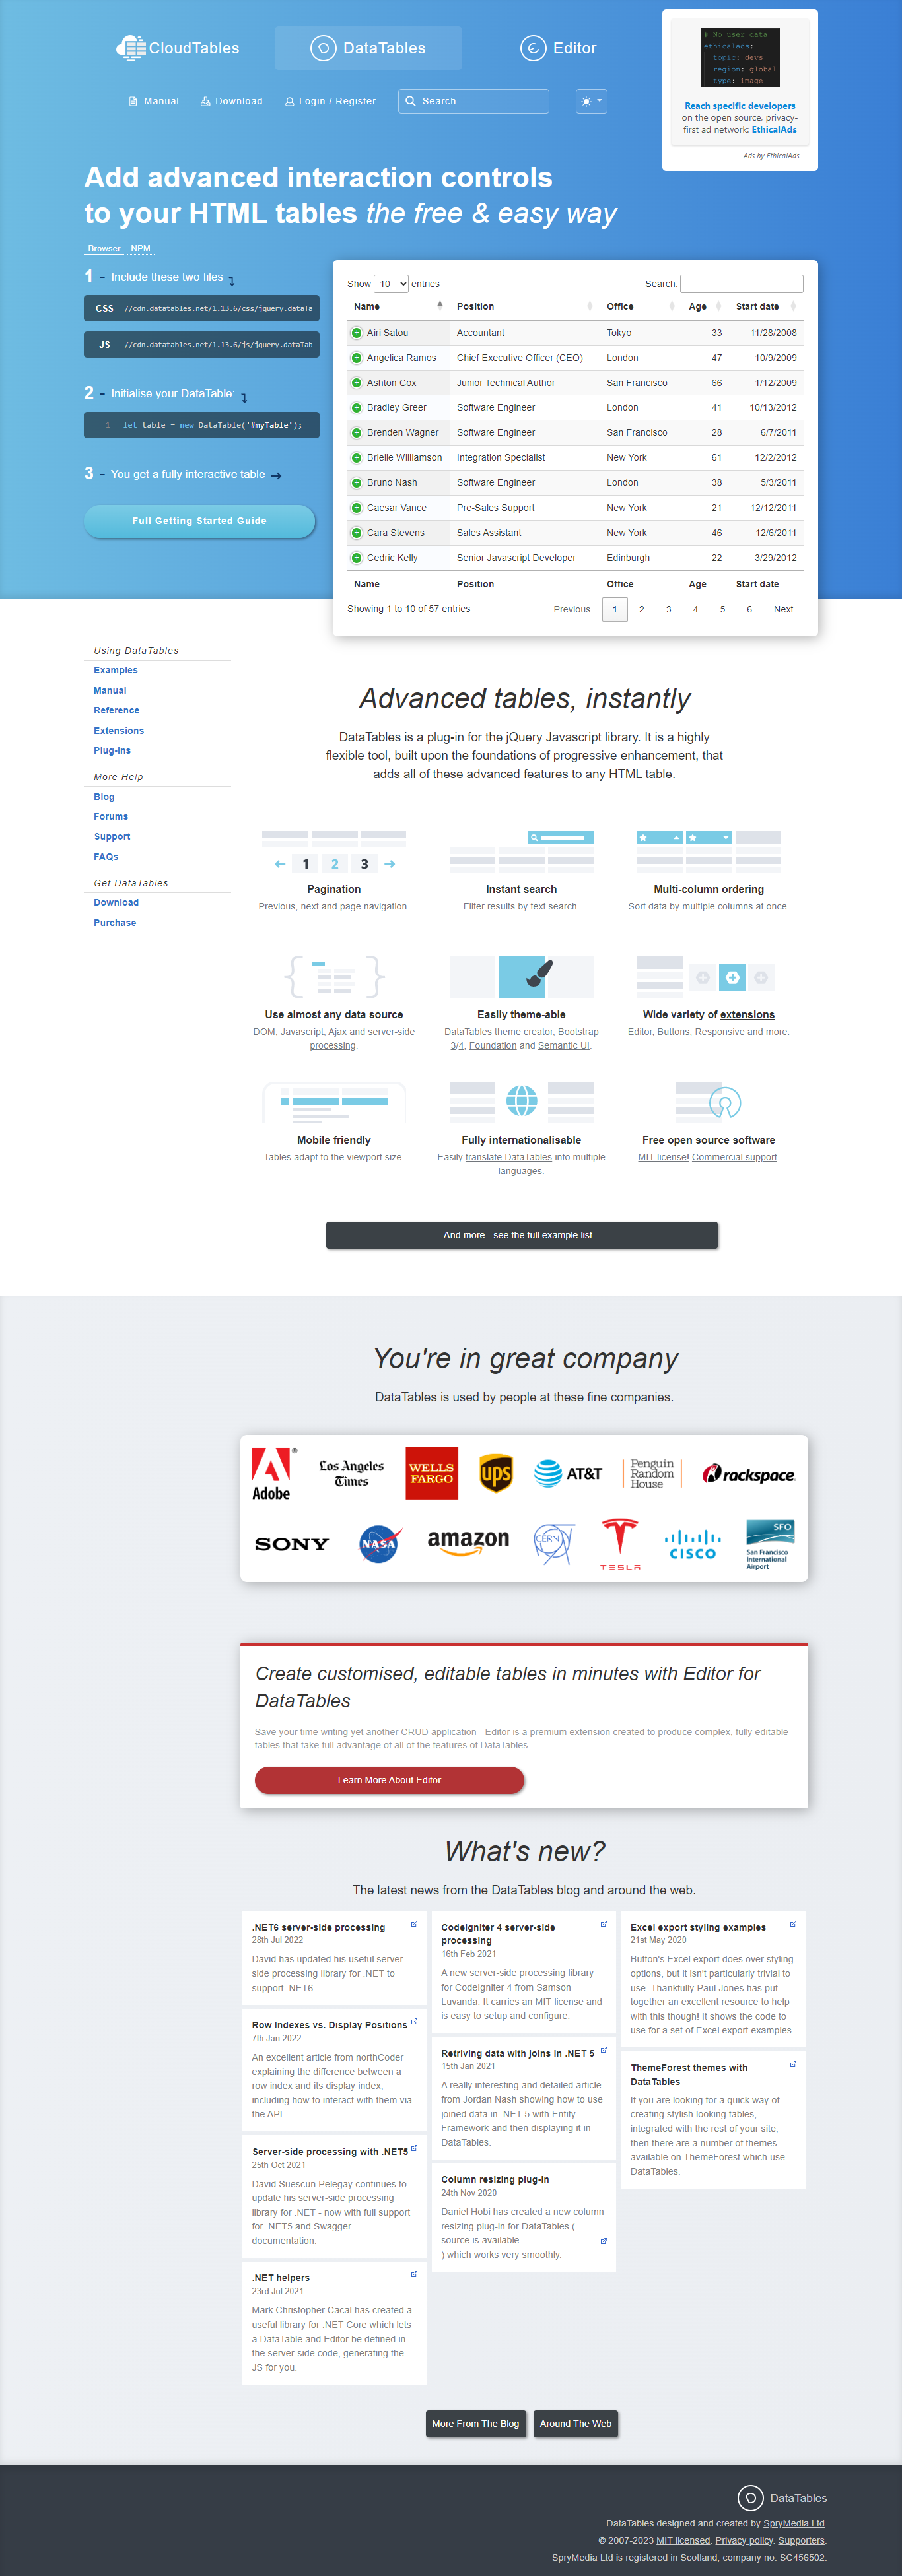 CloudTables
DataTables
Editor
Manual
Download
Login / Register
Search . . .
# No user data
ethicalads:
topic: devs
region: global
type: image
Reach specific developers
on the open source, privacy-
first ad network: EthicalAds
Ads by EthicalAds
Add advanced interaction controls
to your HTML tables the free & easy way
Browser NPM
1 - Include these two files
CSS //cdn.datatables.net/1.13.6/css/jquery.dataTa
JS //cdn.datatables.net/1.13.6/js/jquery.dataTab
2 - Initialise your DataTable:
1 let table = new DataTable('#myTable');
3 - You get a fully interactive table
Full Getting Started Guide
Show 10 entries Search:
Name Position Office Age Start date
Airi Satou Accountant Tokyo 33 11/28/2008
Angelica Ramos Chief Executive Officer (CEO) London 47 10/9/2009
Ashton Cox Junior Technical Author San Francisco 66 1/12/2009
Bradley Greer Software Engineer London 41 10/13/2012
Brenden Wagner Software Engineer San Francisco 28 6/7/2011
Brielle Williamson Integration Specialist New York 61 12/2/2012
Bruno Nash Software Engineer London 38 5/3/2011
Caesar Vance Pre-Sales Support New York 21 12/12/2011
Cara Stevens Sales Assistant New York 46 12/6/2011
Cedric Kelly Senior Javascript Developer Edinburgh 22 3/29/2012
Name Position Office Age Start date
Showing 1 to 10 of 57 entries Previous 1 2 3 4 5 6 Next
Using DataTables
Examples
Manual
Reference
Extensions
Plug-ins
More Help
Blog
Forums
Support
FAQs
Get DataTables
Download
Purchase
Advanced tables, instantly
DataTables is a plug-in for the jQuery Javascript library. It is a highly
flexible tool, built upon the foundations of progressive enhancement, that
adds all of these advanced features to any HTML table.
1 2 3
Pagination
Previous, next and page navigation.
Instant search
Filter results by text search.
Multi-column ordering
Sort data by multiple columns at once.
Use almost any data source
DOM, Javascript, Ajax and server-side
processing.
Easily theme-able
DataTables theme creator, Bootstrap
3/4, Foundation and Semantic UI.
Wide variety of extensions
Editor, Buttons, Responsive and more.
Mobile friendly
Tables adapt to the viewport size.
Fully internationalisable
Easily translate DataTables into multiple
languages.
Free open source software
MIT license! Commercial support.
And more - see the full example list...
You're in great company
DataTables is used by people at these fine companies.
Adobe
Los Angeles
Times
WELLS
FARGO
ups
AT&T
Penguin
Random
House
rackspace
SONY
NASA
amazon
CERN
TESLA
CISCO
SFO
San Francisco
International
Airport
Create customised, editable tables in minutes with Editor for
DataTables
Save your time writing yet another CRUD application - Editor is a premium extension created to produce complex, fully editable
tables that take full advantage of all of the features of DataTables.
Learn More About Editor
What's new?
The latest news from the DataTables blog and around the web.
.NET6 server-side processing
28th Jul 2022
David has updated his useful server-
side processing library for .NET to
support .NET6.
Row Indexes vs. Display Positions
7th Jan 2022
An excellent article from northCoder
explaining the difference between a
row index and its display index,
including how to interact with them via
the API.
Server-side processing with .NET5
25th Oct 2021
David Suescun Pelegay continues to
update his server-side processing
library for .NET - now with full support
for .NET5 and Swagger
documentation.
.NET helpers
23rd Jul 2021
Mark Christopher Cacal has created a
useful library for .NET Core which lets
a DataTable and Editor be defined in
the server-side code, generating the
JS for you.
CodeIgniter 4 server-side
processing
16th Feb 2021
A new server-side processing library
for CodeIgniter 4 from Samson
Luvanda. It carries an MIT license and
is easy to setup and configure.
Retriving data with joins in .NET 5
15th Jan 2021
A really interesting and detailed article
from Jordan Nash showing how to use
joined data in .NET 5 with Entity
Framework and then displaying it in
DataTables.
Column resizing plug-in
24th Nov 2020
Daniel Hobi has created a new column
resizing plug-in for DataTables (
source is available
) which works very smoothly.
Excel export styling examples
21st May 2020
Button's Excel export does over styling
options, but it isn't particularly trivial to
use. Thankfully Paul Jones has put
together an excellent resource to help
with this though! It shows the code to
use for a set of Excel export examples.
ThemeForest themes with
DataTables
If you are looking for a quick way of
creating stylish looking tables,
integrated with the rest of your site,
then there are a number of themes
available on ThemeForest which use
DataTables.
More From The Blog
Around The Web
DataTables
DataTables designed and created by SpryMedia Ltd.
© 2007-2023 MIT licensed. Privacy policy. Supporters.
SpryMedia Ltd is registered in Scotland, company no. SC456502.